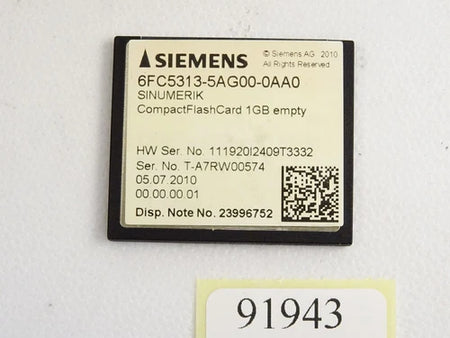 SIEMENS
© Siemens AG 2010
All Rights Reserved
6FC5313-5AG00-0AA0
SINUMERIK
CompactFlashCard 1GB empty
HW Ser. No. 111920I2409T3332
Ser. No. T-A7RW00574
05.07.2010
00.00.00.01
Disp. Note No. 23996752
91943